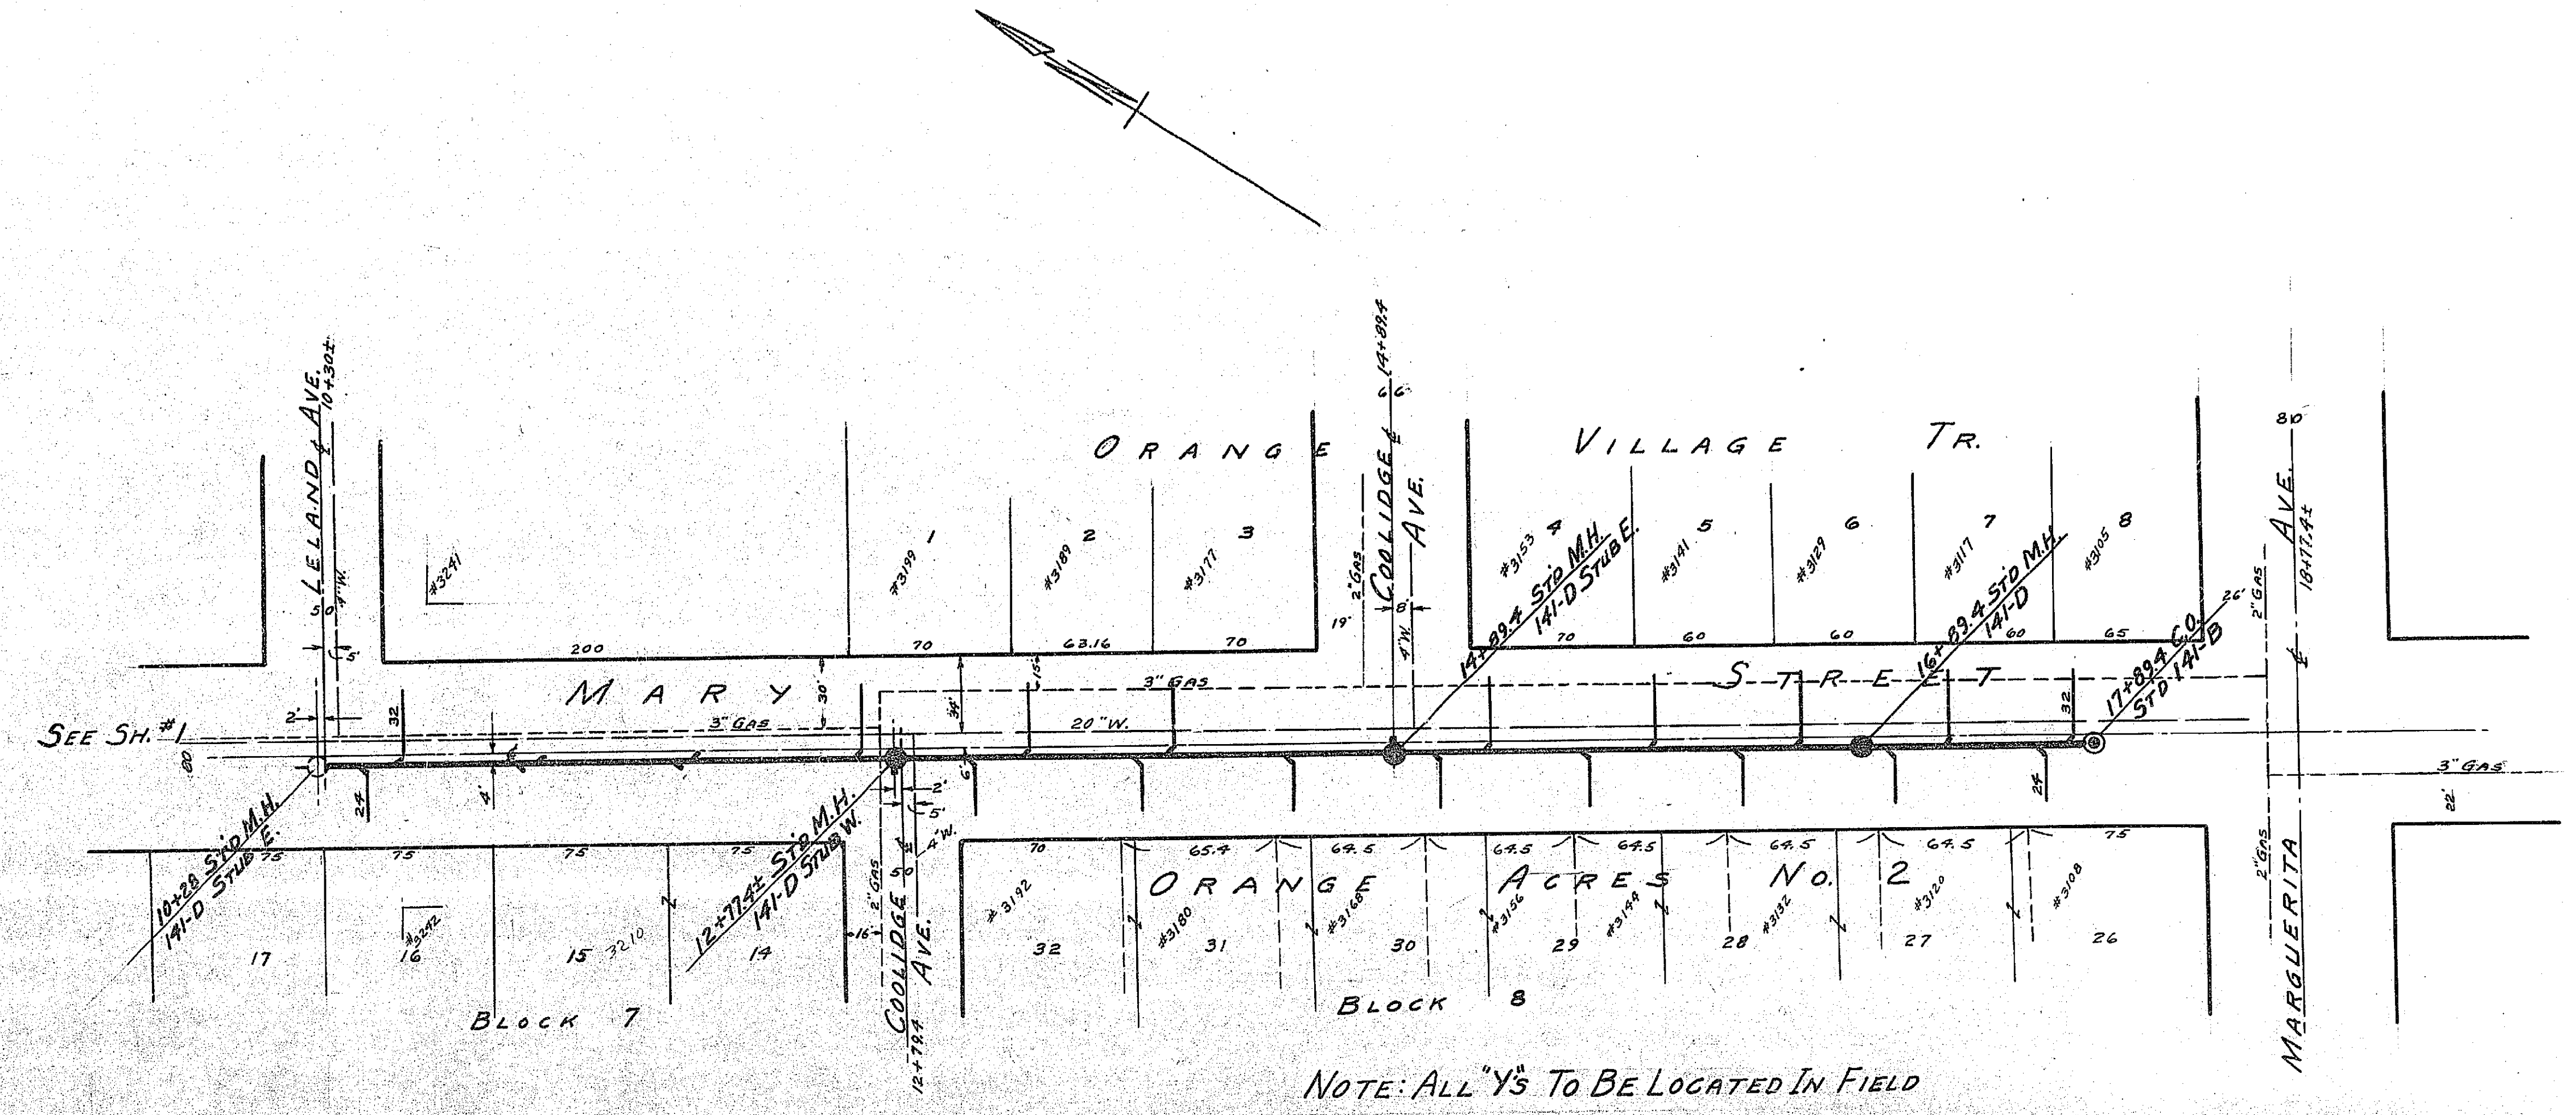 LELAND AVE.
℄ 10+30±
4"W.
50
5'
2'
#3241
ORANGE VILLAGE TR.
1
2
3
4
5
6
7
8
#3199
#3189
#3177
#3153
#3141
#3129
#3117
#3105
200
70
63.16
70
70
60
60
60
65
COOLIDGE AVE.
℄ 14+89.4
6 6
2"GAS
19'
8'
4"W.
14+89.4 STD M.H.
141-D STUB E.
16+89.4 STD M.H.
141-D
17+89.4 C.O.
STD 141-B
26'
2"GAS
80
MARGUERITA AVE.
℄ 18+77.4±
MARY STREET
SEE SH. #1
60
32
30'
34'
15'
3"GAS
3"GAS
20"W.
32
24
4'
6'
2'
5'
24
3"GAS
22'
2"GAS
10+28 STD M.H.
141-D STUB E.
12+77.4± STD M.H.
141-D STUB W.
75
75
75
75
17
16
15
14
#3242
3210
BLOCK 7
2"GAS
16'
50
4"W.
COOLIDGE AVE.
12+79.4
70
65.4
64.5
64.5
64.5
64.5
64.5
75
ORANGE ACRES NO. 2
#3192
#3180
#3168
#3156
#3144
#3132
#3120
#3108
32
31
30
29
28
27
26
BLOCK 8
NOTE: ALL "Y'S" TO BE LOCATED IN FIELD